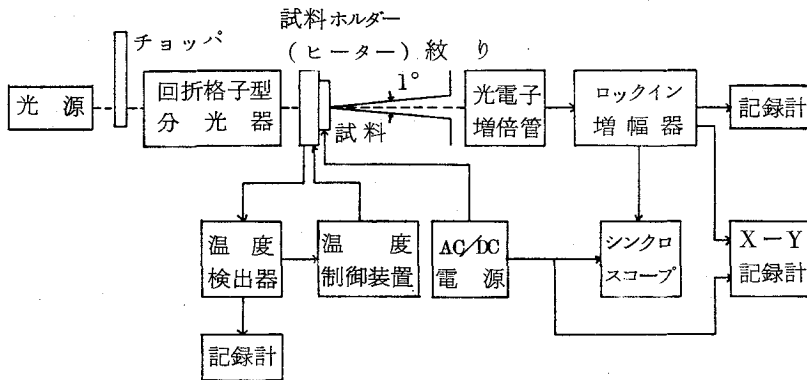 試料ホルダー
チョッパ
(ヒーター) 絞り
1°
光源
回折格子型
分光器
試料
光電子
増倍管
ロックイン
増幅器
記録計
温度
検出器
温度
制御装置
AC/DC
電源
シンクロ
スコープ
X-Y
記録計
記録計